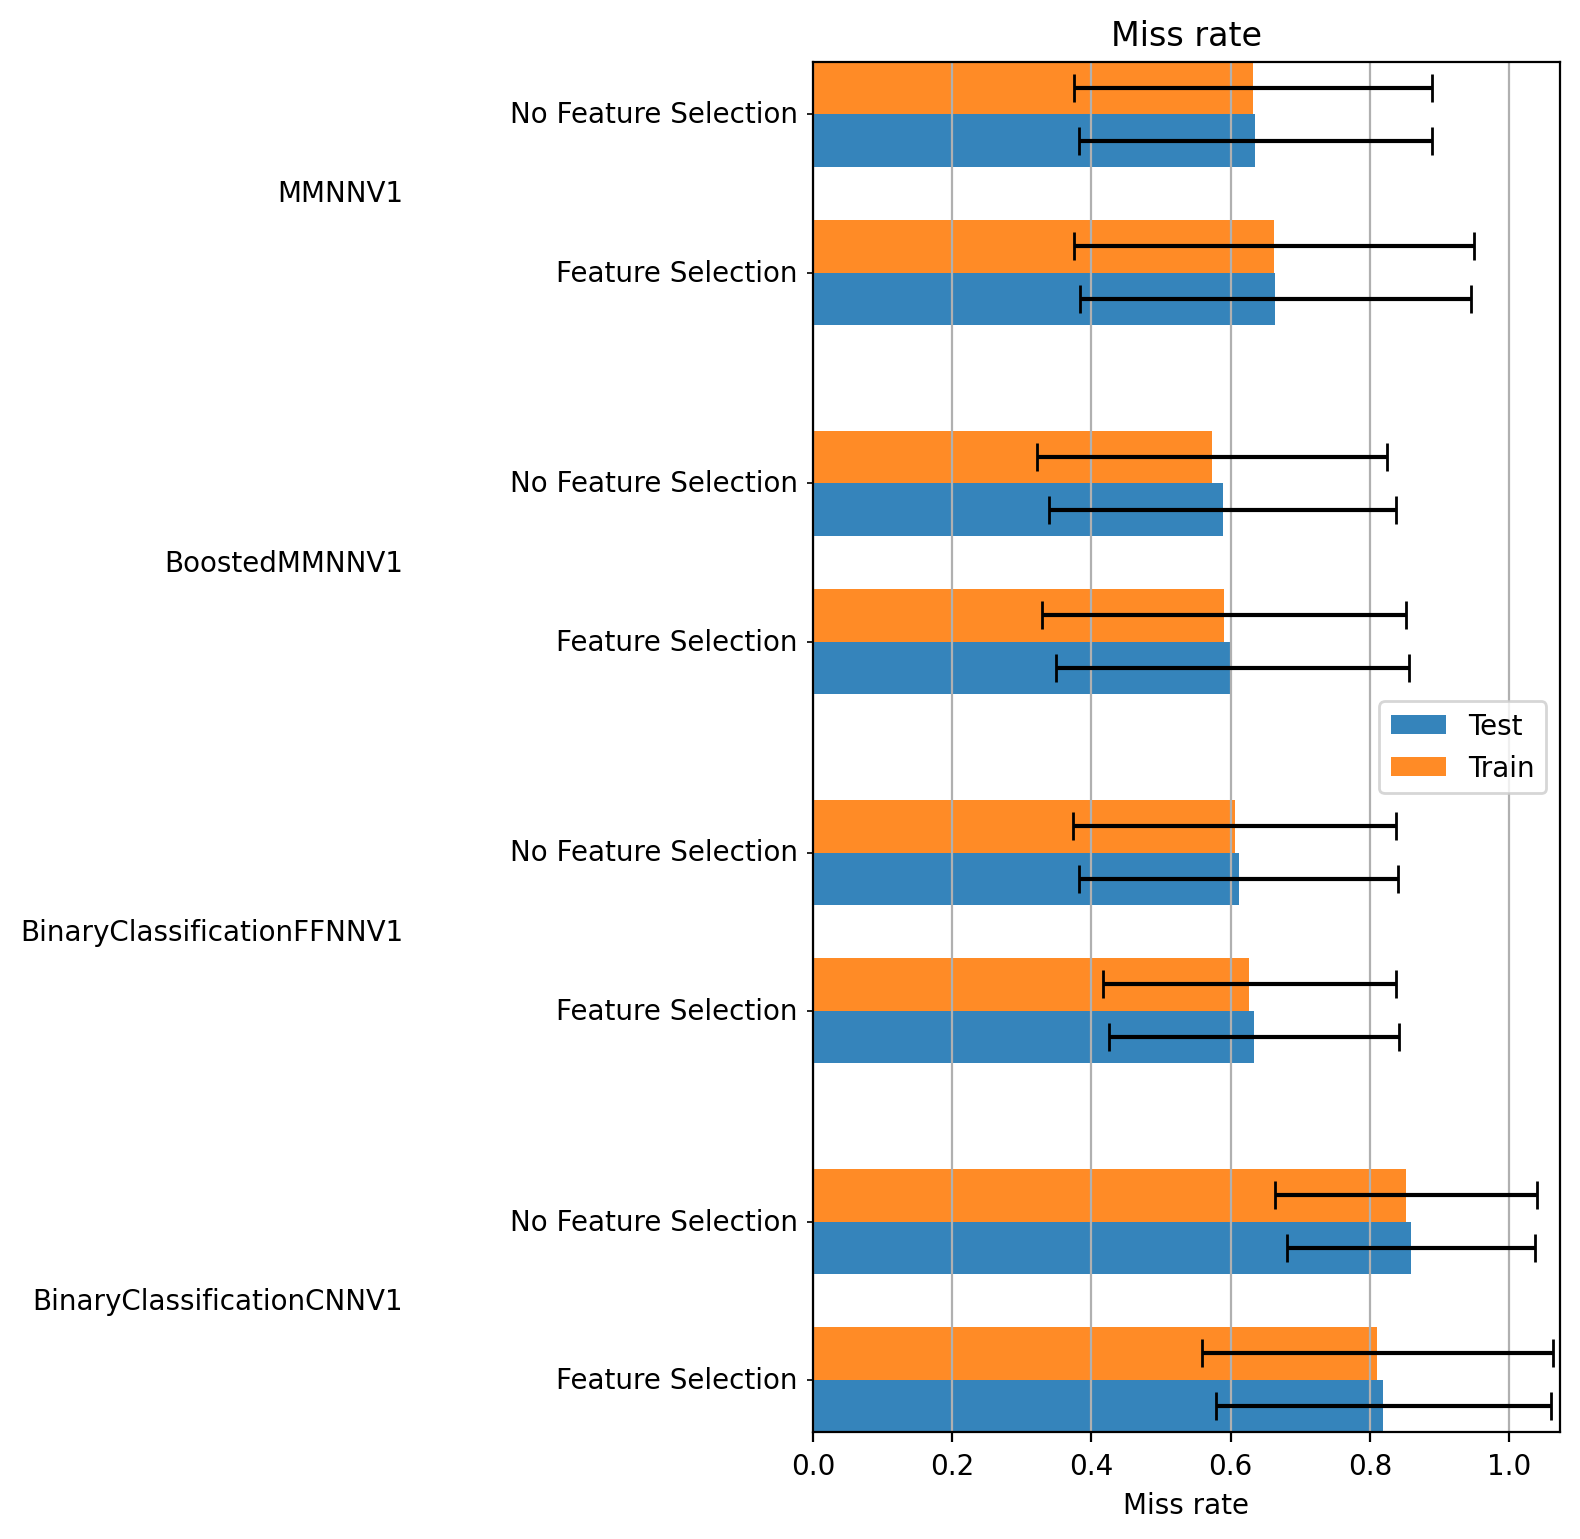 Miss rate
No Feature Selection
MMNNV1
Feature Selection
No Feature Selection
BoostedMMNNV1
Feature Selection
Test
Train
No Feature Selection
BinaryClassificationFFNNV1
Feature Selection
No Feature Selection
BinaryClassificationCNNV1
Feature Selection
0.0 0.2 0.4 0.6 0.8 1.0
Miss rate